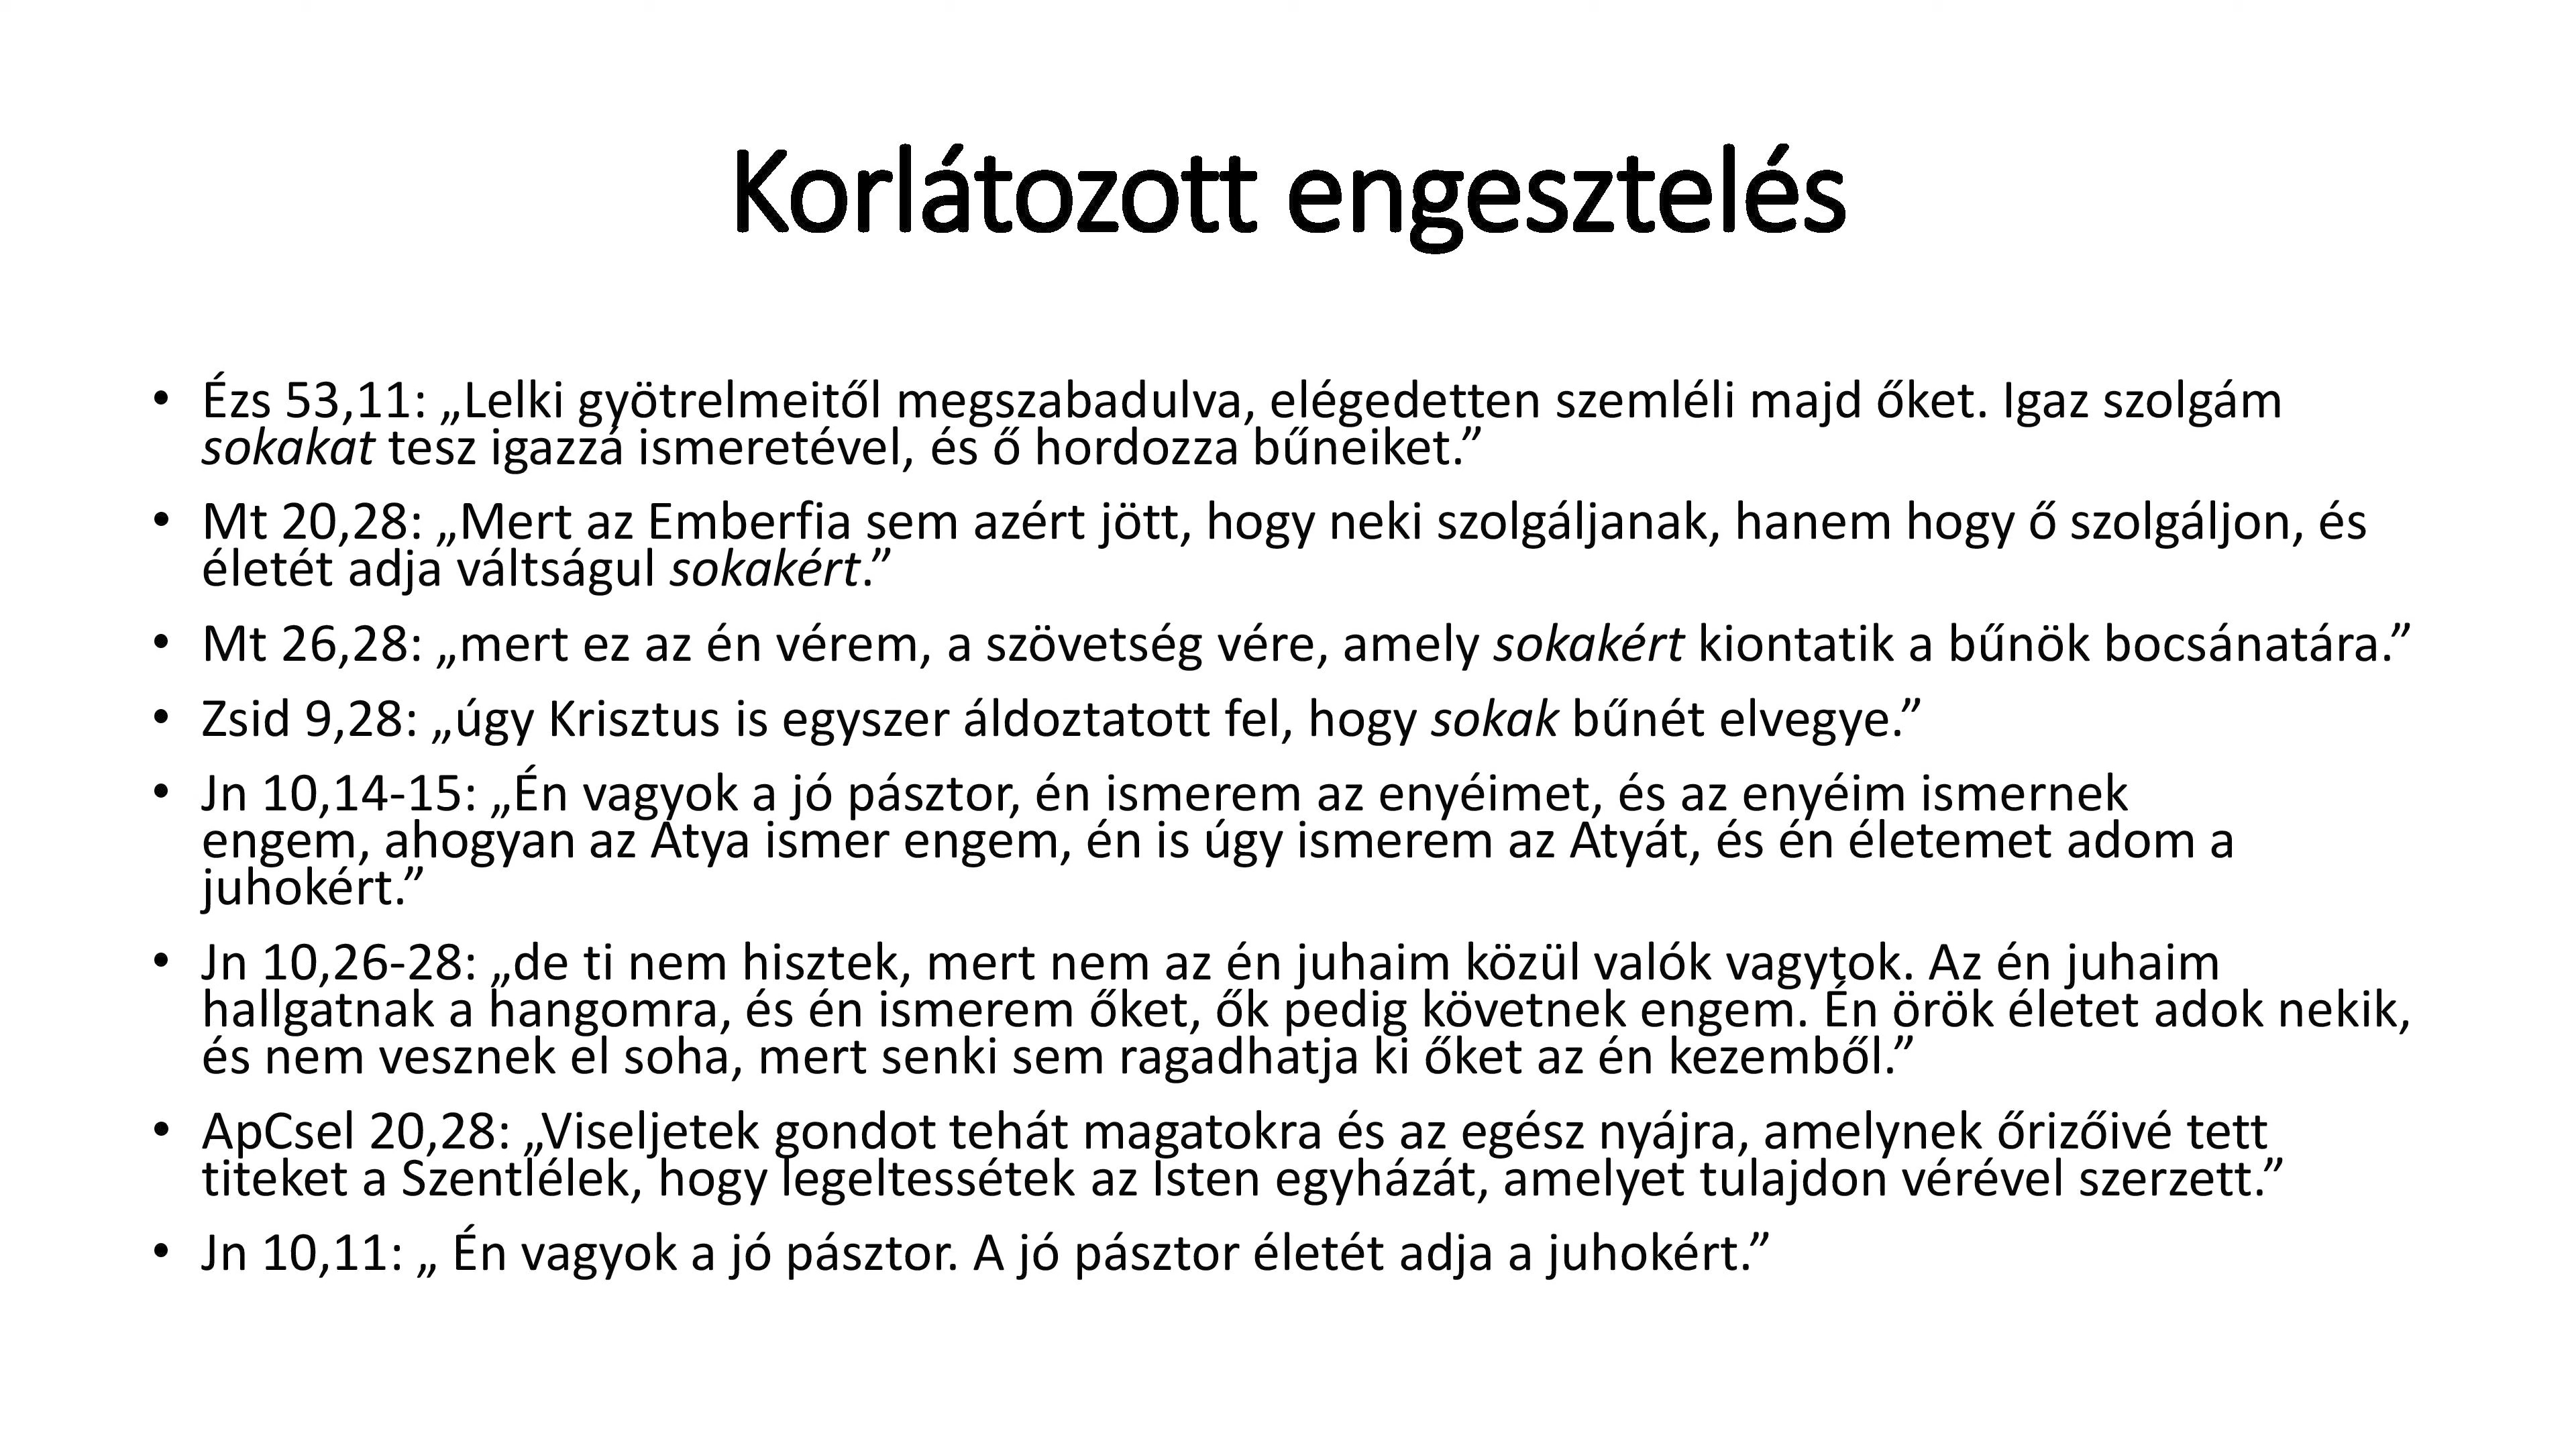 Korlátozott engesztelés
• Ézs 53,11: „Lelki gyötrelmeitől megszabadulva, elégedetten szemléli majd őket. Igaz szolgám
sokakat tesz igazzá ismeretével, és ő hordozza bűneiket.”
• Mt 20,28: „Mert az Emberfia sem azért jött, hogy neki szolgáljanak, hanem hogy ő szolgáljon, és
életét adja váltságul sokakért.”
• Mt 26,28: „mert ez az én vérem, a szövetség vére, amely sokakért kiontatik a bűnök bocsánatára.”
• Zsid 9,28: „úgy Krisztus is egyszer áldoztatott fel, hogy sokak bűnét elvegye.”
• Jn 10,14-15: „Én vagyok a jó pásztor, én ismerem az enyéimet, és az enyéim ismernek
engem, ahogyan az Atya ismer engem, én is úgy ismerem az Atyát, és én életemet adom a
juhokért.”
• Jn 10,26-28: „de ti nem hisztek, mert nem az én juhaim közül valók vagytok. Az én juhaim
hallgatnak a hangomra, és én ismerem őket, ők pedig követnek engem. Én örök életet adok nekik,
és nem vesznek el soha, mert senki sem ragadhatja ki őket az én kezemből.”
• ApCsel 20,28: „Viseljetek gondot tehát magatokra és az egész nyájra, amelynek őrizőivé tett
titeket a Szentlélek, hogy legeltessétek az Isten egyházát, amelyet tulajdon vérével szerzett.”
• Jn 10,11: „ Én vagyok a jó pásztor. A jó pásztor életét adja a juhokért.”